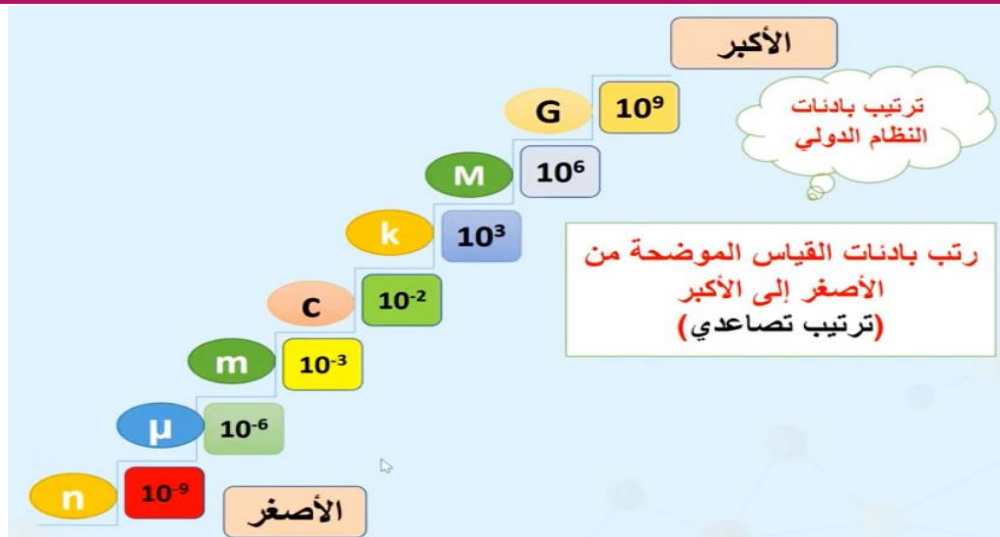 الأكبر
ترتيب بادئات
النظام الدولي
G 10⁹
M 10⁶
k 10³
رتب بادئات القياس الموضحة من
الأصغر إلى الأكبر
(ترتيب تصاعدي)
c 10⁻²
m 10⁻³
μ 10⁻⁶
n 10⁻⁹
الأصغر